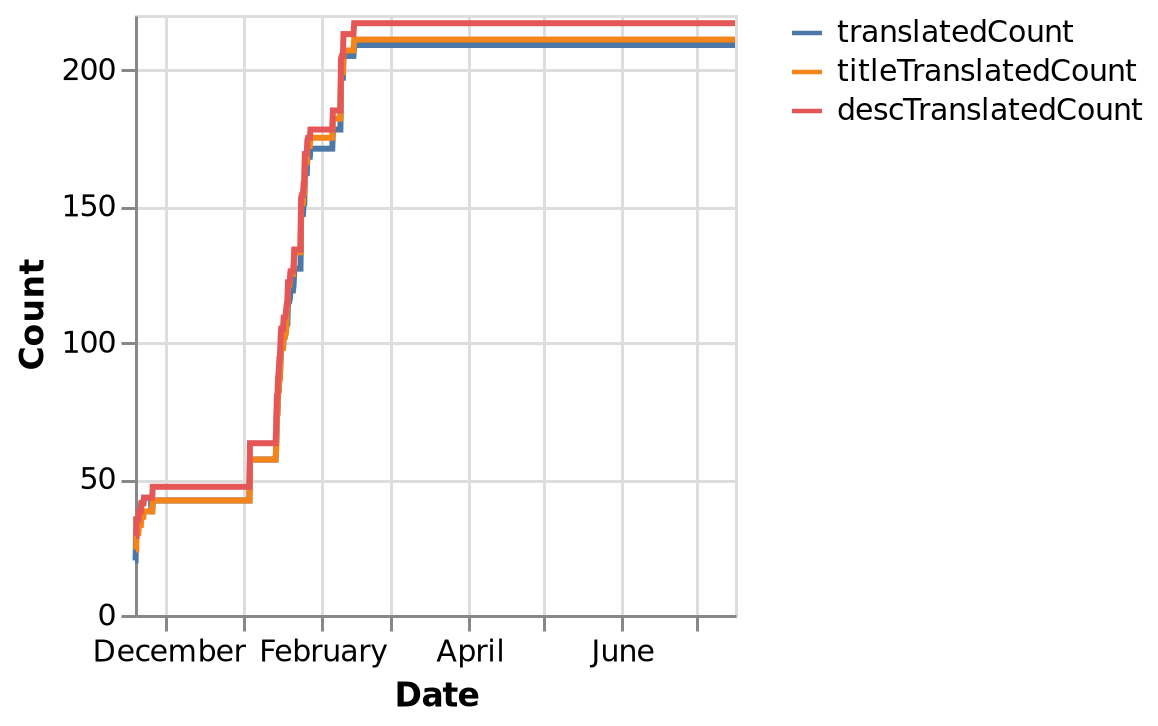 translatedCount
titleTranslatedCount
descTranslatedCount
200
150
100
50
0
Count
December February April June
Date